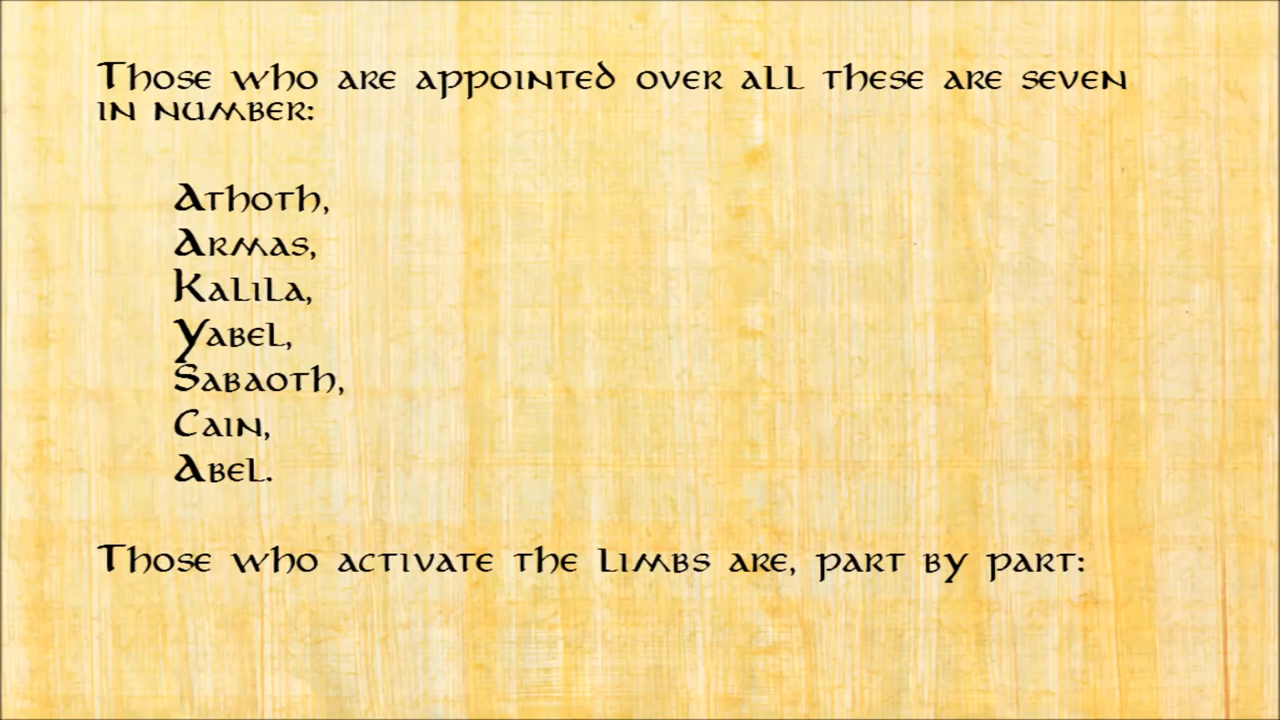 Those who are appointed over all these are seven
in number:
Athoth,
Armas,
Kalila,
Yabel,
Sabaoth,
Cain,
Abel.
Those who activate the limbs are, part by part: